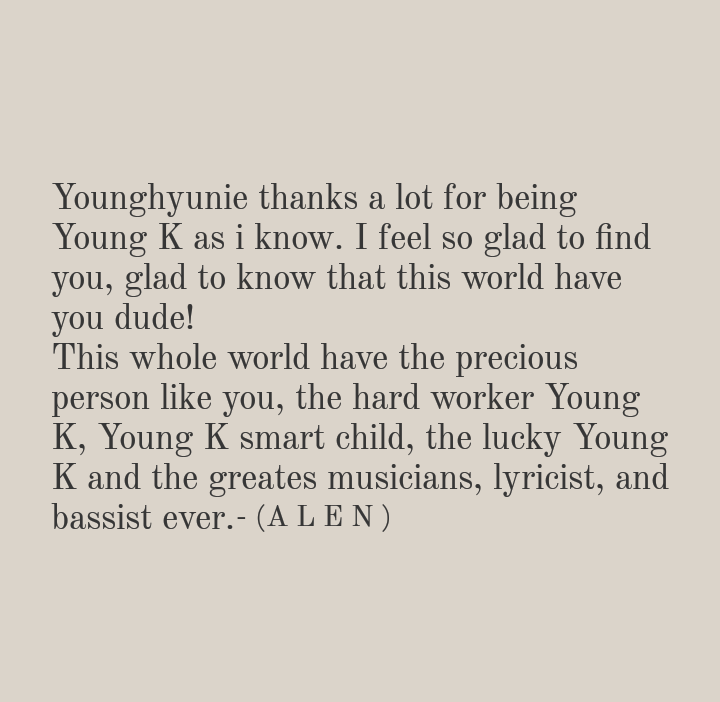 Younghyunie thanks a lot for being
Young K as i know. I feel so glad to find
you, glad to know that this world have
you dude!
This whole world have the precious
person like you, the hard worker Young
K, Young K smart child, the lucky Young
K and the greates musicians, lyricist, and
bassist ever.- (A L E N )